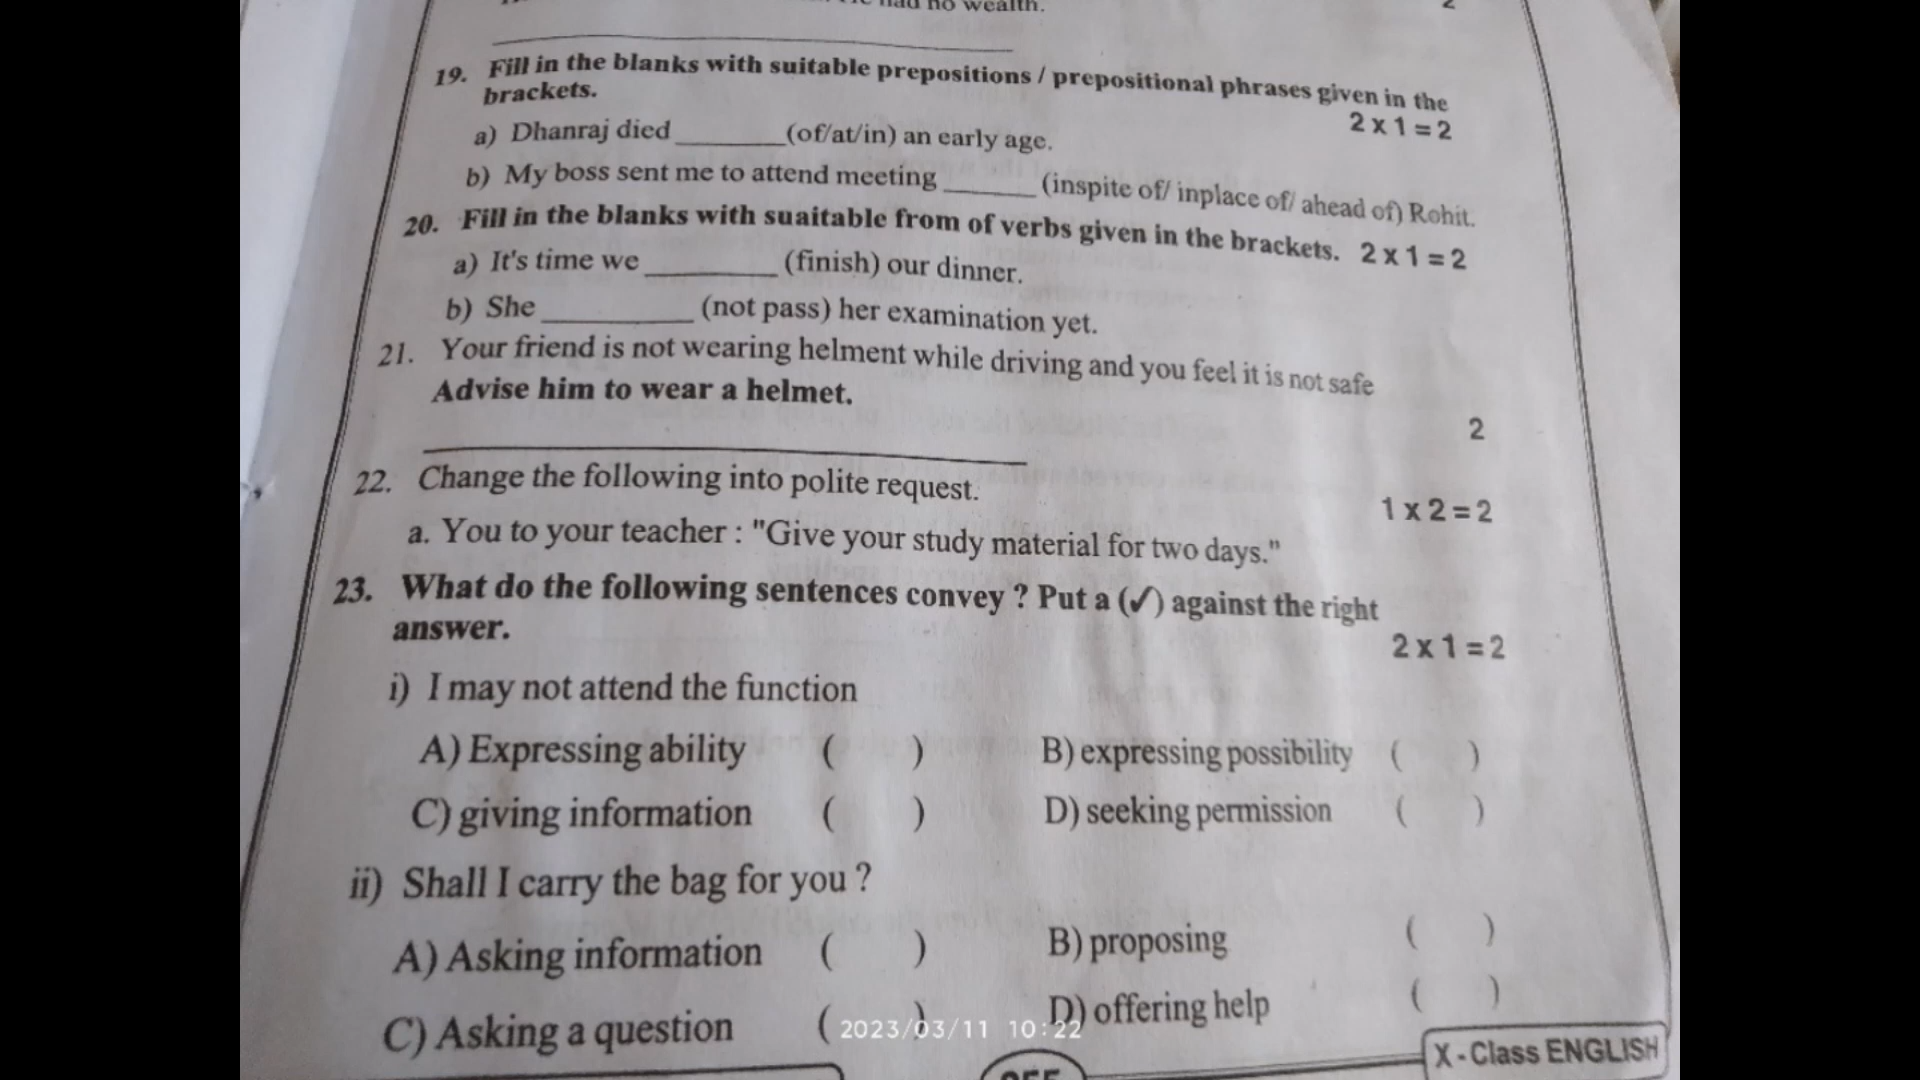 had no wealth.
2
19. Fill in the blanks with suitable prepositions / prepositional phrases given in the
brackets.
2 x 1 = 2
a) Dhanraj died ________(of/at/in) an early age.
b) My boss sent me to attend meeting _______ (inspite of/ inplace of/ ahead of) Rohit.
20. Fill in the blanks with suaitable from of verbs given in the brackets. 2 x 1 = 2
a) It's time we _________ (finish) our dinner.
b) She __________ (not pass) her examination yet.
21. Your friend is not wearing helment while driving and you feel it is not safe
Advise him to wear a helmet.
2
22. Change the following into polite request.
1 x 2 = 2
a. You to your teacher : "Give your study material for two days."
23. What do the following sentences convey ? Put a (✓) against the right
answer.
2 x 1 = 2
i) I may not attend the function
A) Expressing ability ( ) B) expressing possibility ( )
C) giving information ( ) D) seeking permission ( )
ii) Shall I carry the bag for you ?
A) Asking information ( ) B) proposing ( )
C) Asking a question ( ) D) offering help ( )
2023/03/11 10:22
X - Class ENGLISH